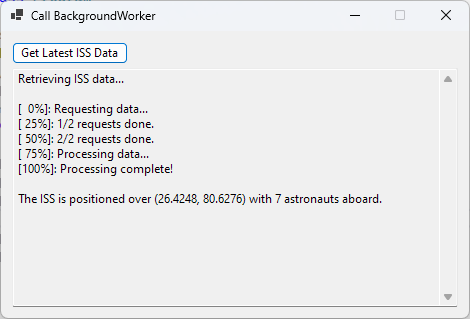 Call BackgroundWorker
Get Latest ISS Data
Retrieving ISS data...
[  0%]: Requesting data...
[ 25%]: 1/2 requests done.
[ 50%]: 2/2 requests done.
[ 75%]: Processing data...
[100%]: Processing complete!
The ISS is positioned over (26.4248, 80.6276) with 7 astronauts aboard.